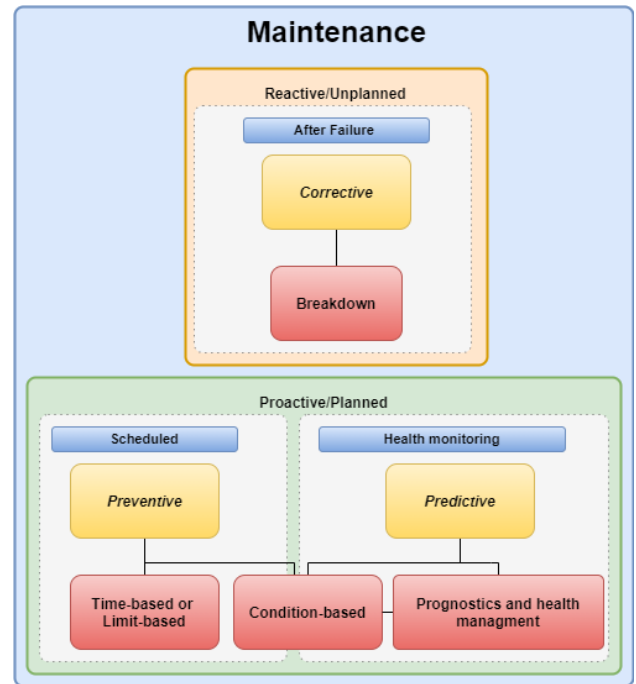 Maintenance
Reactive/Unplanned
After Failure
Corrective
Breakdown
Proactive/Planned
Scheduled
Health monitoring
Preventive
Predictive
Time-based or
Limit-based
Condition-based
Prognostics and health
managment